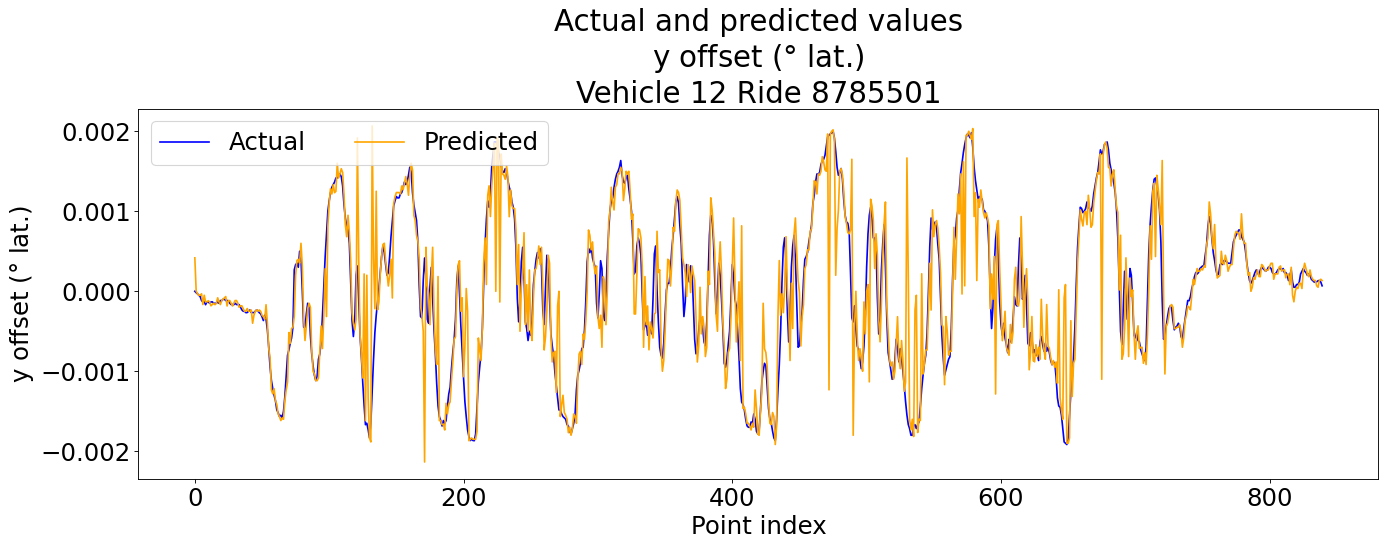 Actual and predicted values
y offset (° lat.)
Vehicle 12 Ride 8785501
Actual
Predicted
y offset (° lat.)
0.002
0.001
0.000
−0.001
−0.002
0
200
400
600
800
Point index